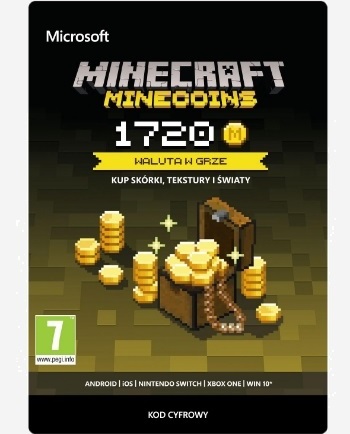 Microsoft
MINECRAFT
MINECOINS
1720 M
WALUTA W GRZE
KUP SKÓRKI, TEKSTURY I ŚWIATY
7
www.pegi.info
ANDROID | iOS | NINTENDO SWITCH | XBOX ONE | WIN 10*
KOD CYFROWY